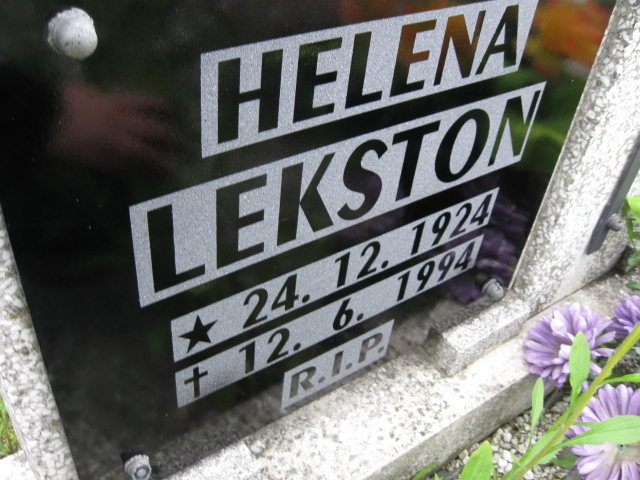 HELENA
LEKSTON
★ 24. 12. 1924
✝ 12. 6. 1994
R.I.P.